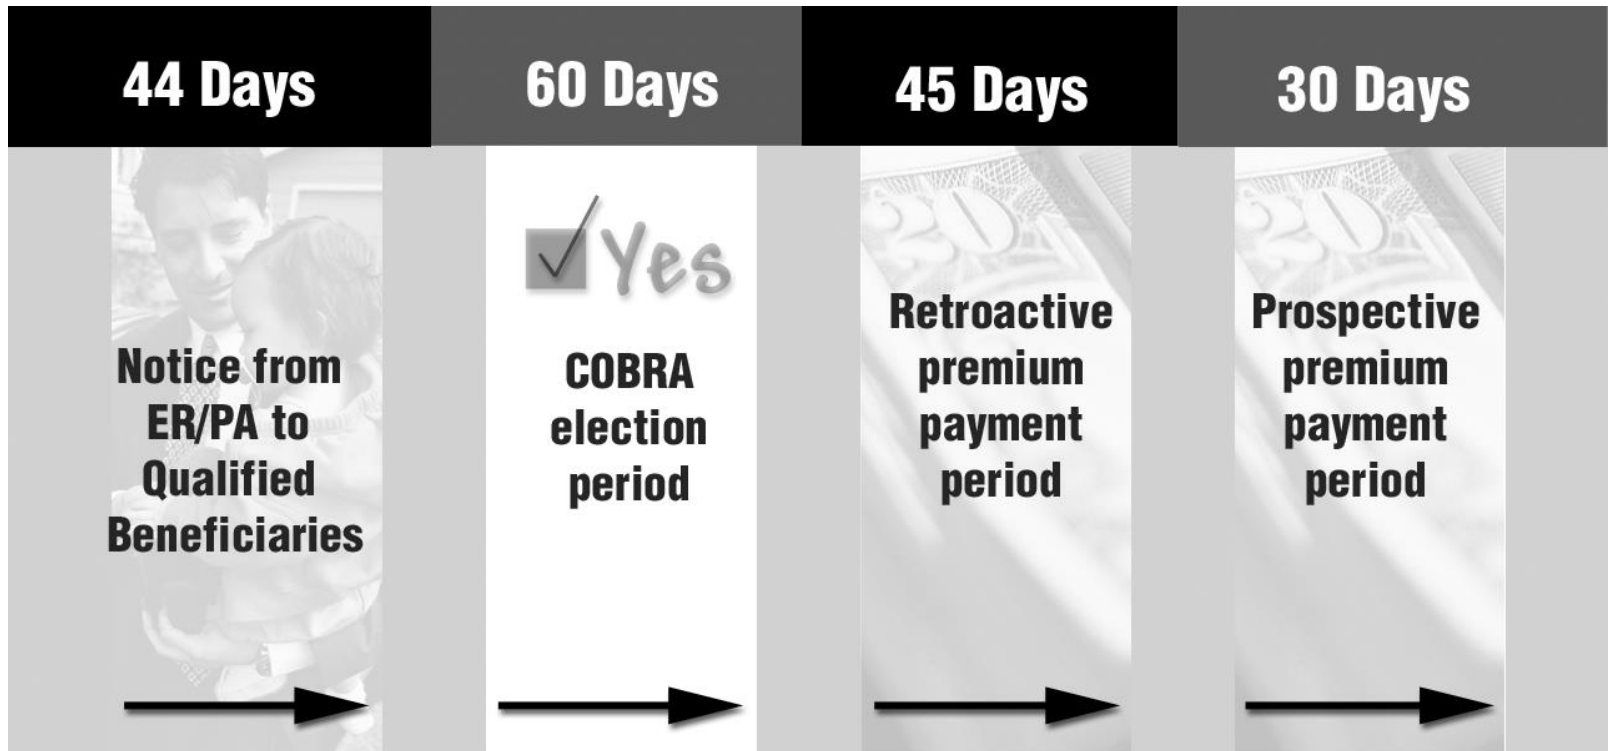 44 Days
60 Days
45 Days
30 Days
Notice from
ER/PA to
Qualified
Beneficiaries
Yes
COBRA
election
period
Retroactive
premium
payment
period
Prospective
premium
payment
period